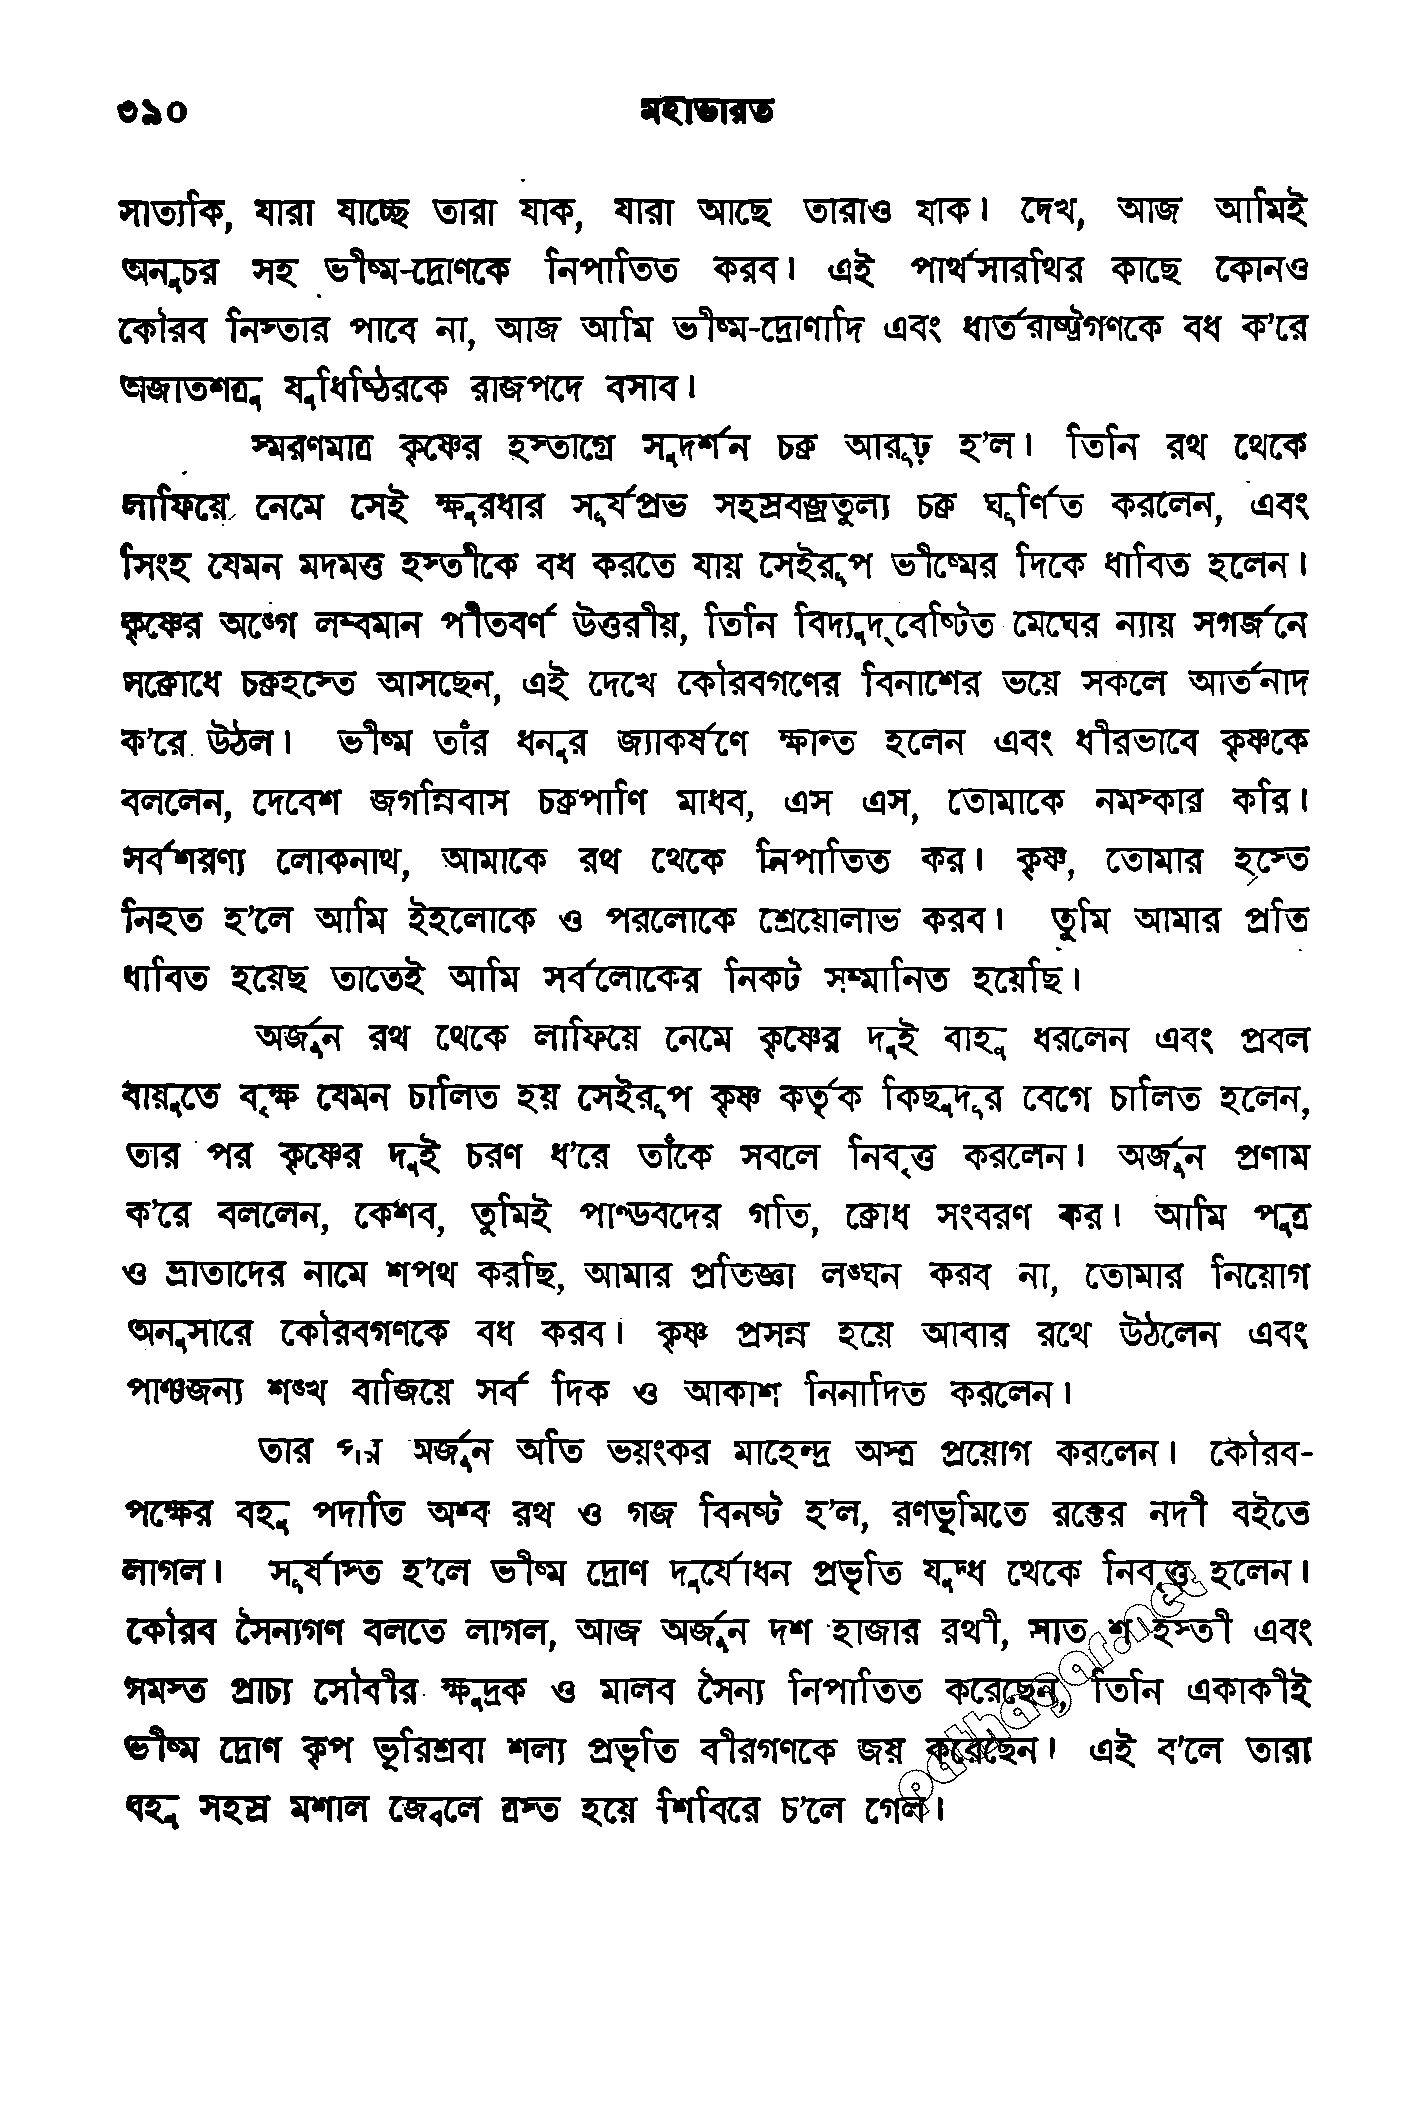 ৩৯০ মহাভারত
সাত্যকি, যারা যাচ্ছে তারা যাক, যারা আছে তারাও যাক। দেখ, আজ আমিই
অনুচর সহ ভীষ্ম-দ্রোণকে নিপাতিত করব। এই পার্থসারথির কাছে কোনও
কৌরব নিস্তার পাবে না, আজ আমি ভীষ্ম-দ্রোণাদি এবং ধার্তরাষ্ট্রগণকে বধ ক'রে
অজাতশত্রু যুধিষ্ঠিরকে রাজপদে বসাব।
স্মরণমাত্র কৃষ্ণের হস্তাগ্রে সুদর্শন চক্র আরূঢ় হ'ল। তিনি রথ থেকে
লাফিয়ে নেমে সেই ক্ষুরধার সূর্যপ্রভ সহস্রবজ্রতুল্য চক্র ঘূর্ণিত করলেন, এবং
সিংহ যেমন মদমত্ত হস্তীকে বধ করতে যায় সেইরূপ ভীষ্মের দিকে ধাবিত হলেন।
কৃষ্ণের অঙ্গে লম্বমান পীতবর্ণ উত্তরীয়, তিনি বিদ্যুদ্‌বেষ্টিত মেঘের ন্যায় সগর্জনে
সক্রোধে চক্রহস্তে আসছেন, এই দেখে কৌরবগণের বিনাশের ভয়ে সকলে আর্তনাদ
ক'রে উঠল। ভীষ্ম তাঁর ধনুর জ্যাকর্ষণে ক্ষান্ত হলেন এবং ধীরভাবে কৃষ্ণকে
বললেন, দেবেশ জগন্নিবাস চক্রপাণি মাধব, এস এস, তোমাকে নমস্কার করি।
সর্বশরণ্য লোকনাথ, আমাকে রথ থেকে নিপাতিত কর। কৃষ্ণ, তোমার হস্তে
নিহত হ'লে আমি ইহলোকে ও পরলোকে শ্রেয়োলাভ করব। তুমি আমার প্রতি
ধাবিত হয়েছ তাতেই আমি সর্বলোকের নিকট সম্মানিত হয়েছি।
অর্জুন রথ থেকে লাফিয়ে নেমে কৃষ্ণের দুই বাহু ধরলেন এবং প্রবল
বায়ুতে বৃক্ষ যেমন চালিত হয় সেইরূপ কৃষ্ণ কর্তৃক কিছুদূর বেগে চালিত হলেন,
তার পর কৃষ্ণের দুই চরণ ধ'রে তাঁকে সবলে নিবৃত্ত করলেন। অর্জুন প্রণাম
ক'রে বললেন, কেশব, তুমিই পাণ্ডবদের গতি, ক্রোধ সংবরণ কর। আমি পুত্র
ও ভ্রাতাদের নামে শপথ করছি, আমার প্রতিজ্ঞা লঙ্ঘন করব না, তোমার নিয়োগ
অনুসারে কৌরবগণকে বধ করব। কৃষ্ণ প্রসন্ন হয়ে আবার রথে উঠলেন এবং
পাঞ্চজন্য শঙ্খ বাজিয়ে সর্ব দিক ও আকাশ নিনাদিত করলেন।
তার পর অর্জুন অতি ভয়ংকর মাহেন্দ্র অস্ত্র প্রয়োগ করলেন। কৌরব-
পক্ষের বহু পদাতি অশ্ব রথ ও গজ বিনষ্ট হ'ল, রণভূমিতে রক্তের নদী বইতে
লাগল। সূর্যাস্ত হ'লে ভীষ্ম দ্রোণ দুর্যোধন প্রভৃতি যুদ্ধ থেকে নিবৃত্ত হলেন।
কৌরব সৈন্যগণ বলতে লাগল, আজ অর্জুন দশ হাজার রথী, সাত শ হস্তী এবং
সমস্ত প্রাচ্য সৌবীর ক্ষুদ্রক ও মালব সৈন্য নিপাতিত করেছেন, তিনি একাকীই
ভীষ্ম দ্রোণ কৃপ ভূরিশ্রবা শল্য প্রভৃতি বীরগণকে জয় করেছেন। এই ব'লে তারা
বহু সহস্র মশাল জ্বেলে ত্রস্ত হয়ে শিবিরে চ'লে গেল।
pathagar.net